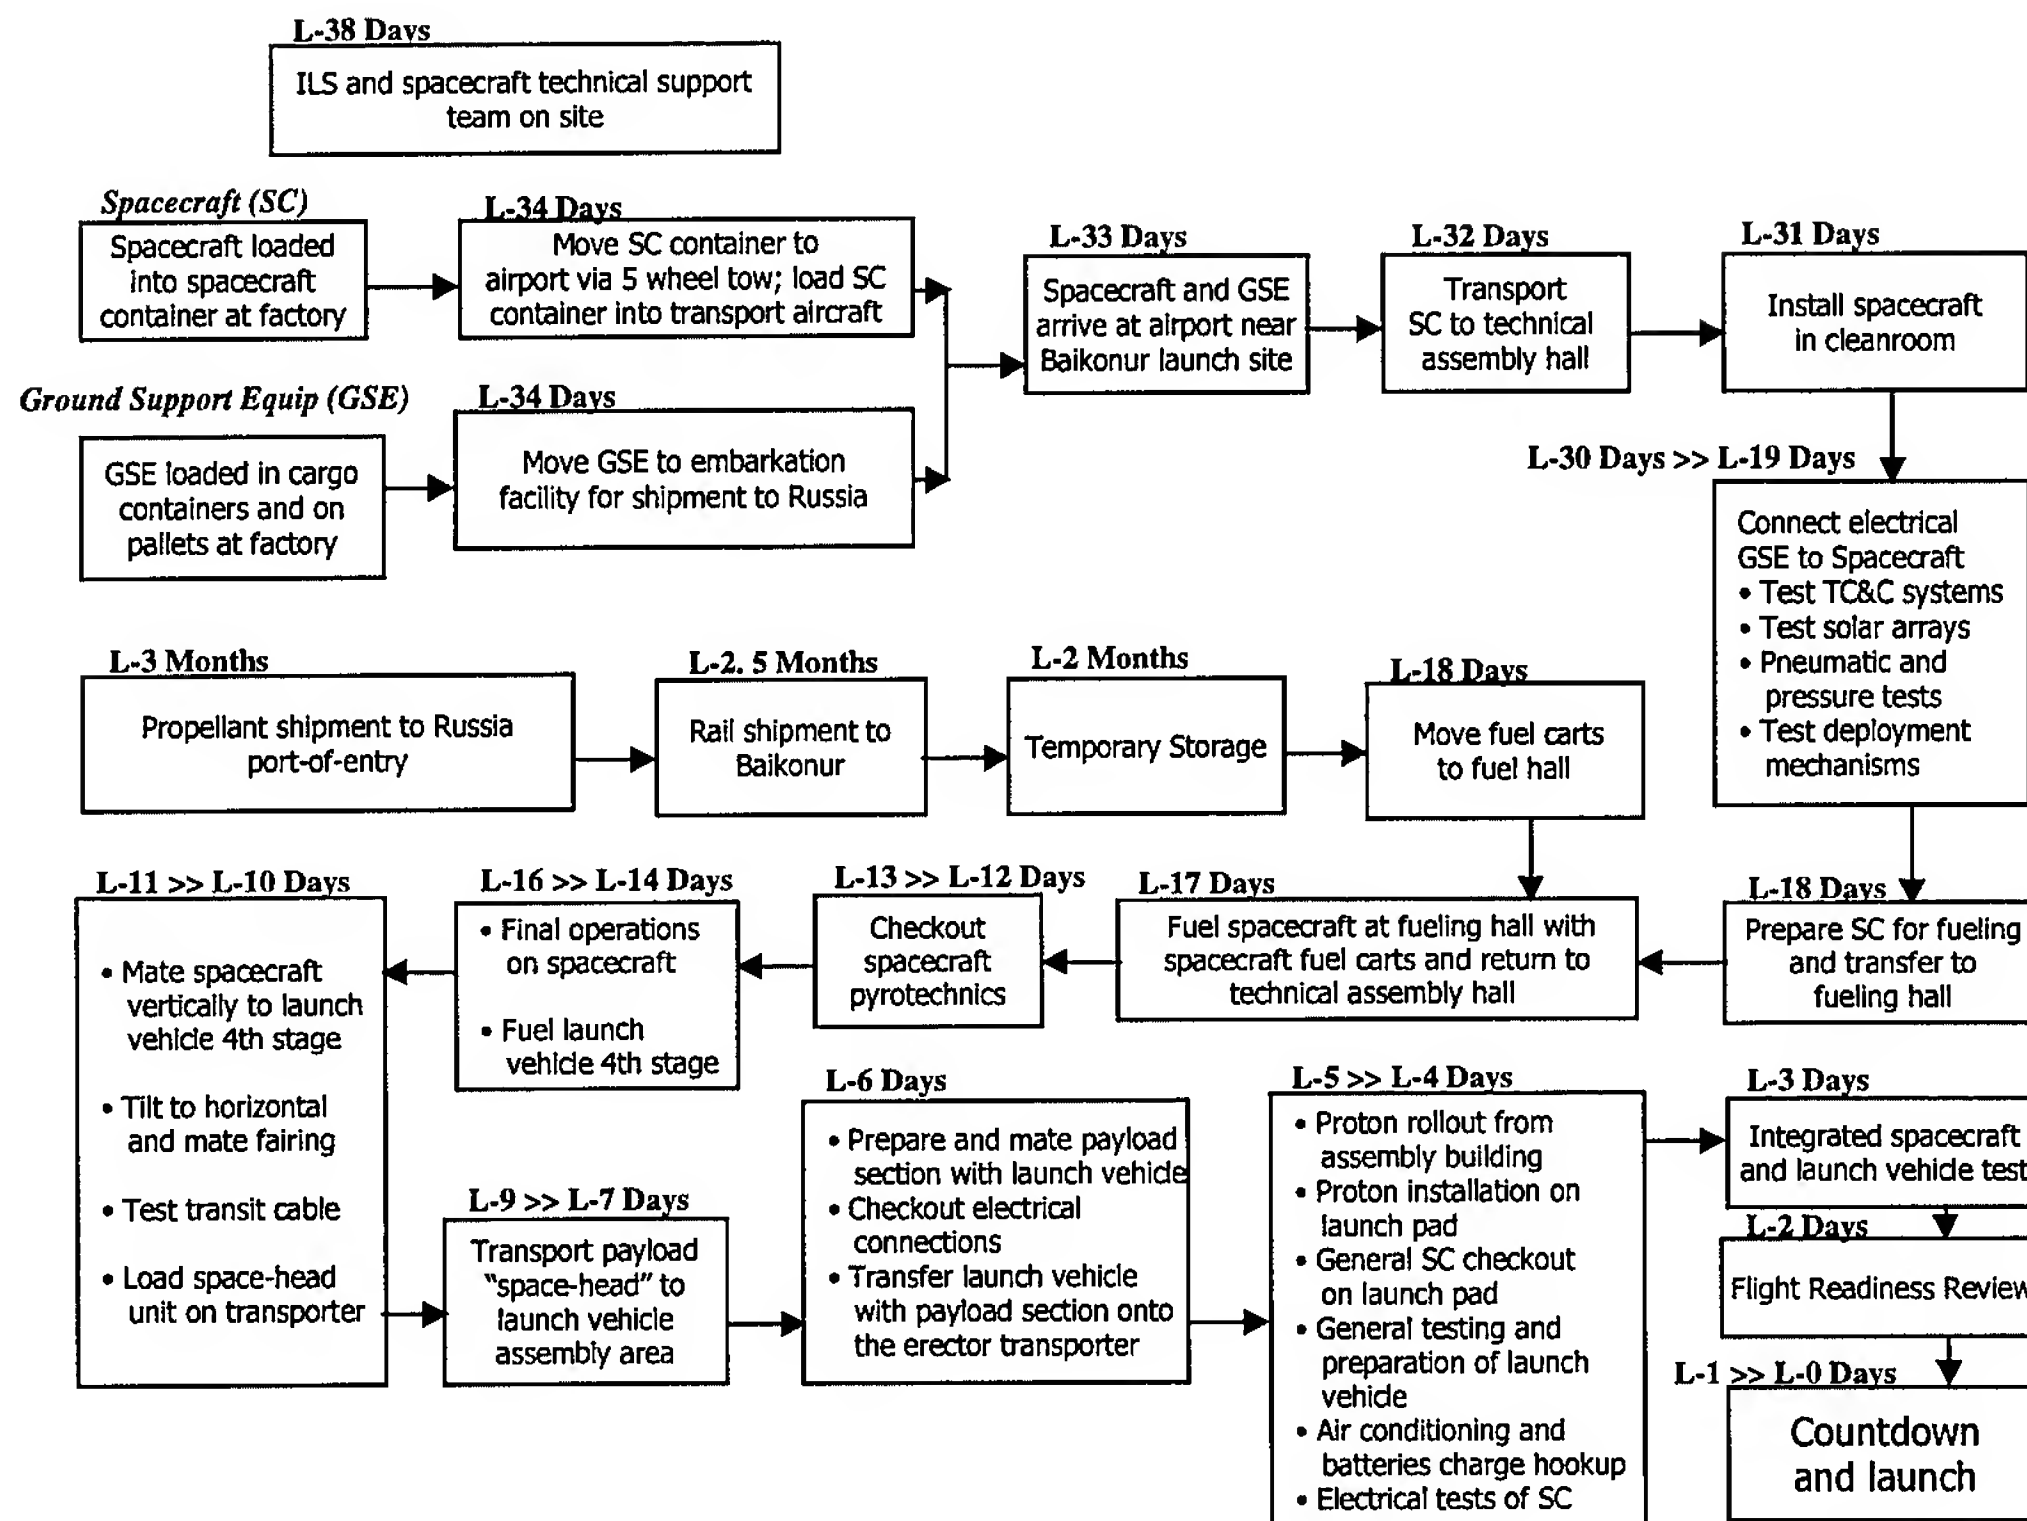 L-38 Days
ILS and spacecraft technical support
team on site
Spacecraft (SC)
Spacecraft loaded
into spacecraft
container at factory
L-34 Days
Move SC container to
airport via 5 wheel tow; load SC
container into transport aircraft
L-33 Days
Spacecraft and GSE
arrive at airport near
Baikonur launch site
L-32 Days
Transport
SC to technical
assembly hall
L-31 Days
Install spacecraft
in cleanroom
Ground Support Equip (GSE)
GSE loaded in cargo
containers and on
pallets at factory
L-34 Days
Move GSE to embarkation
facility for shipment to Russia
L-30 Days >> L-19 Days
Connect electrical
GSE to Spacecraft
• Test TC&C systems
• Test solar arrays
• Pneumatic and
pressure tests
• Test deployment
mechanisms
L-3 Months
Propellant shipment to Russia
port-of-entry
L-2. 5 Months
Rail shipment to
Baikonur
L-2 Months
Temporary Storage
L-18 Days
Move fuel carts
to fuel hall
L-18 Days
Prepare SC for fueling
and transfer to
fueling hall
L-17 Days
Fuel spacecraft at fueling hall with
spacecraft fuel carts and return to
technical assembly hall
L-13 >> L-12 Days
Checkout
spacecraft
pyrotechnics
L-16 >> L-14 Days
• Final operations
on spacecraft
• Fuel launch
vehicle 4th stage
L-11 >> L-10 Days
• Mate spacecraft
vertically to launch
vehicle 4th stage
• Tilt to horizontal
and mate fairing
• Test transit cable
• Load space-head
unit on transporter
L-9 >> L-7 Days
Transport payload
"space-head" to
launch vehicle
assembly area
L-6 Days
• Prepare and mate payload
section with launch vehicle
• Checkout electrical
connections
• Transfer launch vehicle
with payload section onto
the erector transporter
L-5 >> L-4 Days
• Proton rollout from
assembly building
• Proton installation on
launch pad
• General SC checkout
on launch pad
• General testing and
preparation of launch
vehicle
• Air conditioning and
batteries charge hookup
• Electrical tests of SC
L-3 Days
Integrated spacecraft
and launch vehicle test
L-2 Days
Flight Readiness Review
L-1 >> L-0 Days
Countdown
and launch